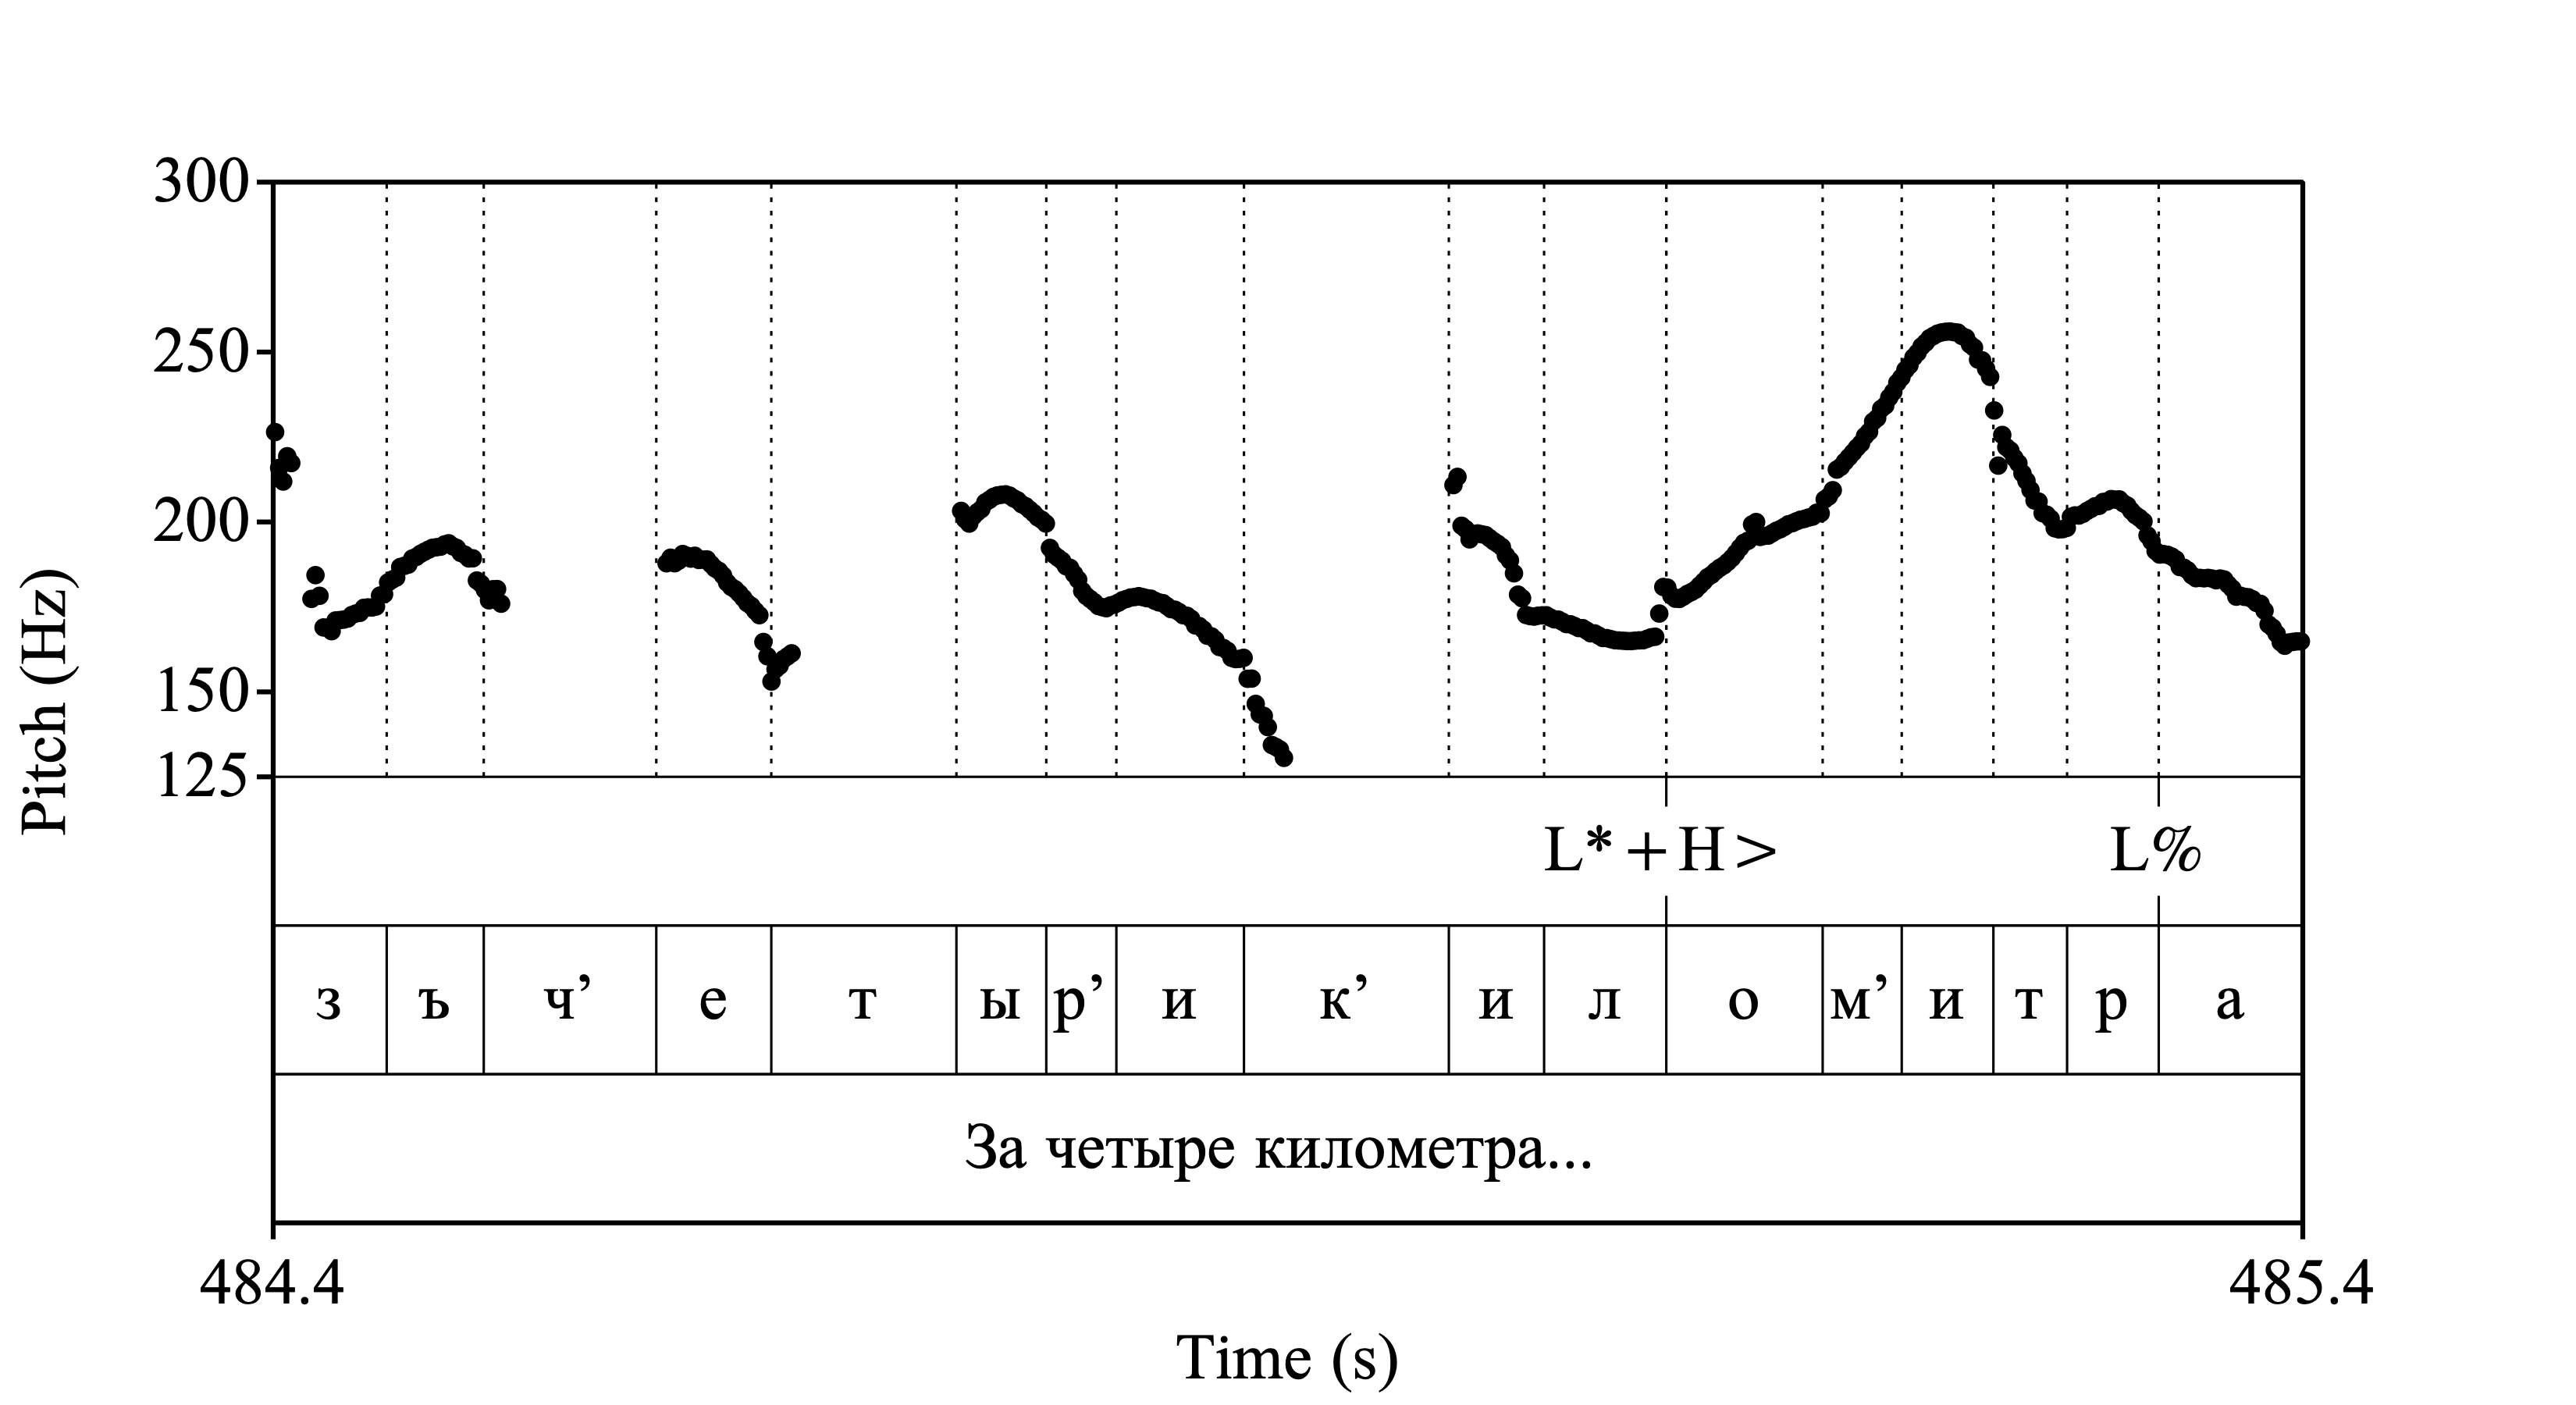 300
250
200
150
125
Pitch (Hz)
L*+H> L%
з ъ ч’ е т ы р’ и к’ и л о м’ и т р а
За четыре километра...
484.4 485.4
Time (s)